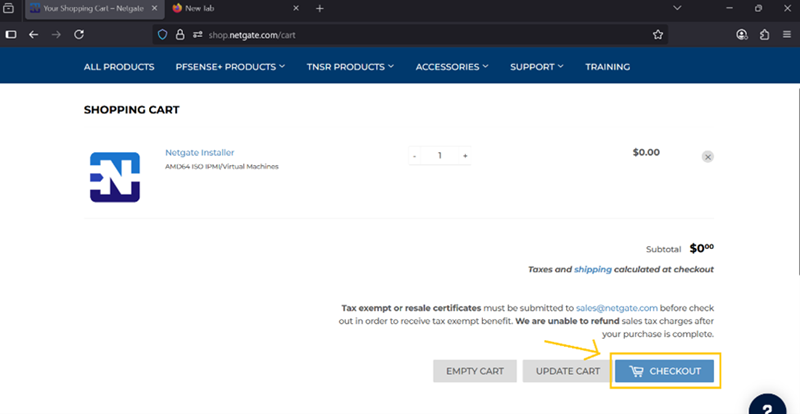 Your Shopping Cart – Netgate
New Tab
shop.netgate.com/cart
ALL PRODUCTS
PFSENSE+ PRODUCTS
TNSR PRODUCTS
ACCESSORIES
SUPPORT
TRAINING
SHOPPING CART
N
Netgate Installer
AMD64 ISO IPMI/Virtual Machines
- 1 +
$0.00
Subtotal $0.00
Taxes and shipping calculated at checkout
Tax exempt or resale certificates must be submitted to sales@netgate.com before check
out in order to receive tax exempt benefit. We are unable to refund sales tax charges after
your purchase is complete.
EMPTY CART
UPDATE CART
CHECKOUT
?